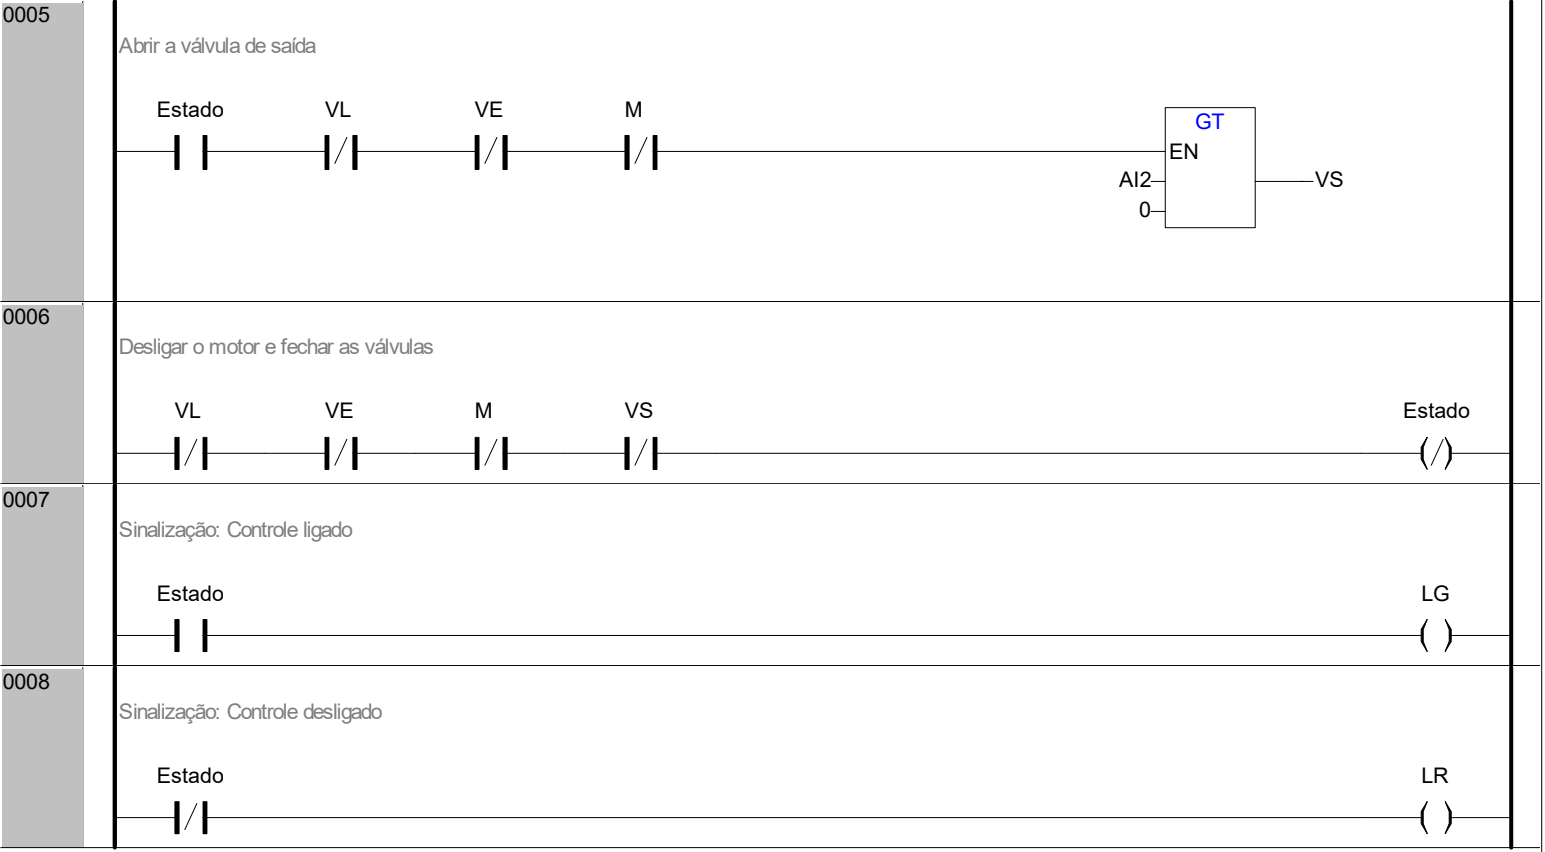 0005
Abrir a válvula de saída
Estado VL VE M
GT
EN
AI2
VS
0
0006
Desligar o motor e fechar as válvulas
VL VE M VS Estado
0007
Sinalização: Controle ligado
Estado LG
0008
Sinalização: Controle desligado
Estado LR